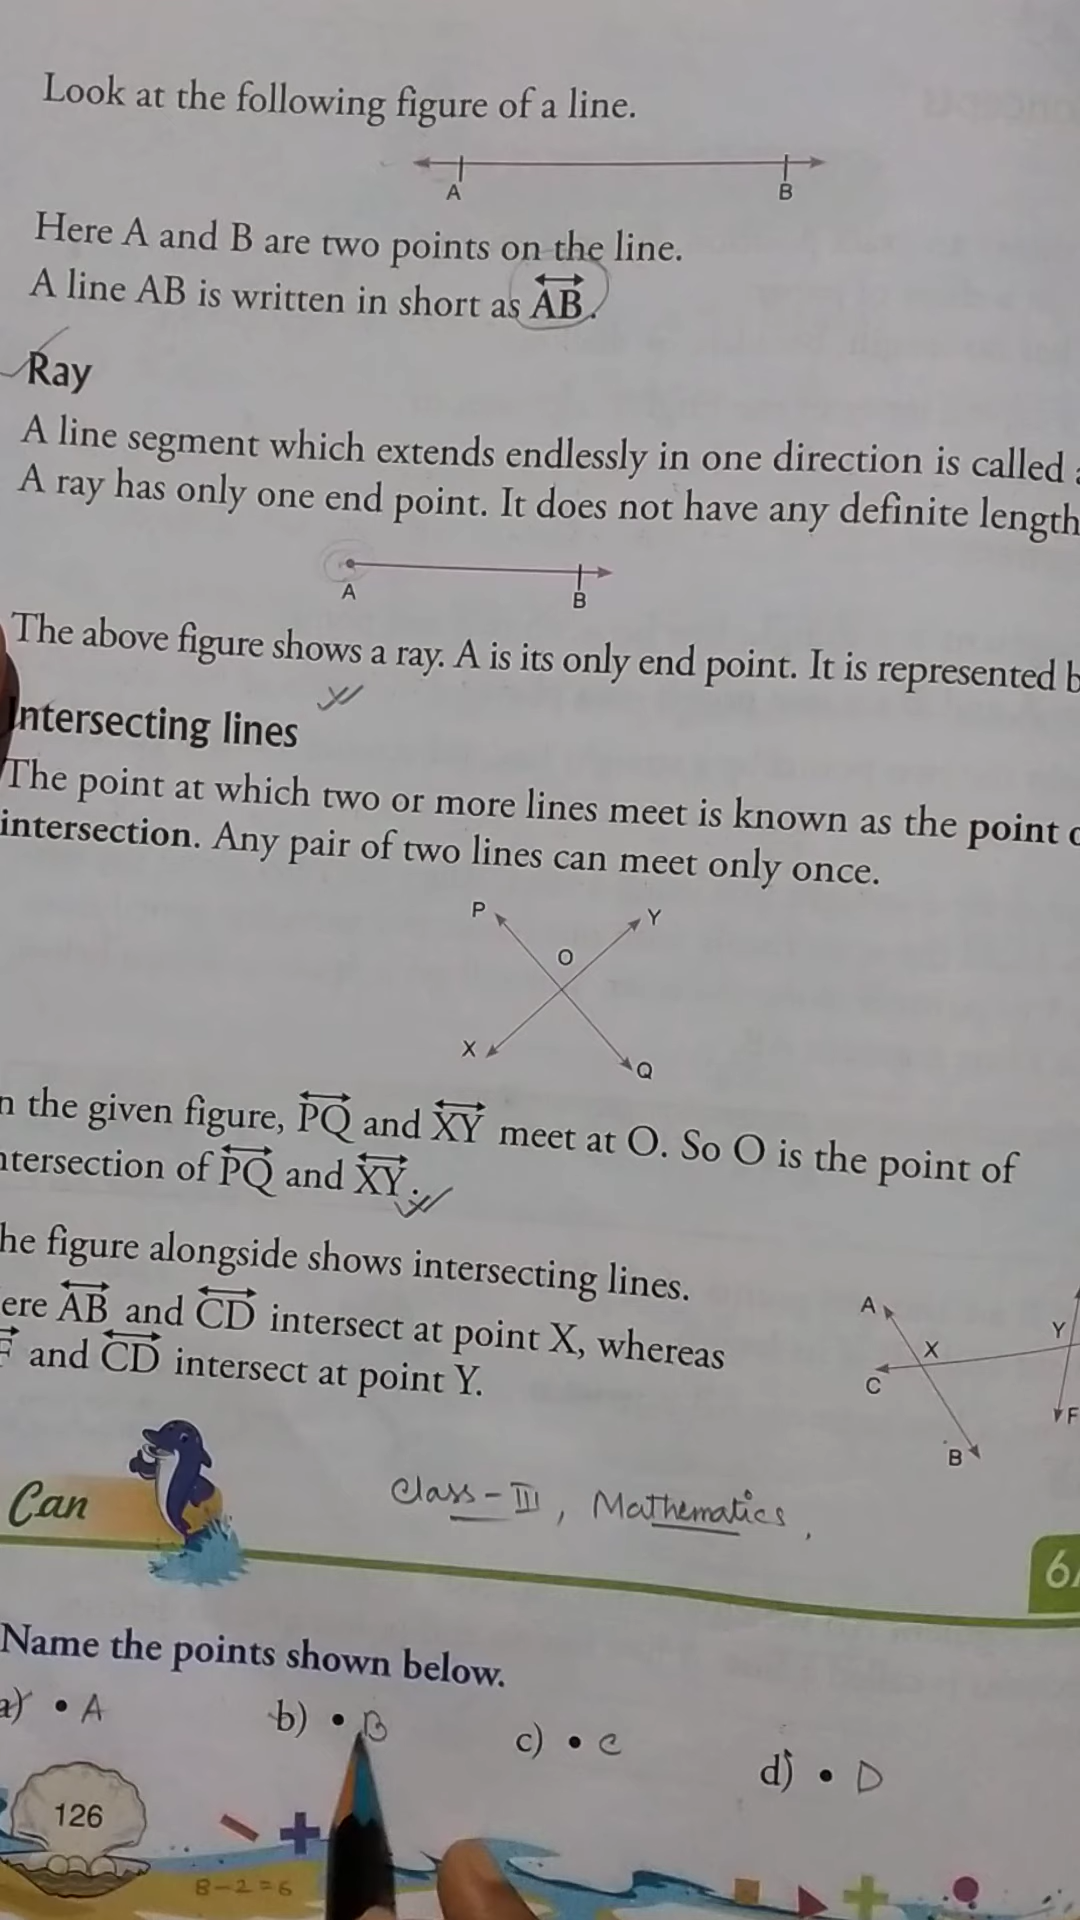 Look at the following figure of a line.
A B
Here A and B are two points on the line.
A line AB is written in short as AB.
Ray
A line segment which extends endlessly in one direction is called
A ray has only one end point. It does not have any definite length
A B
The above figure shows a ray. A is its only end point. It is represented b
Intersecting lines
The point at which two or more lines meet is known as the point
intersection. Any pair of two lines can meet only once.
P Y
O
X Q
n the given figure, PQ and XY meet at O. So O is the point of
ntersection of PQ and XY.
he figure alongside shows intersecting lines.
ere AB and CD intersect at point X, whereas
F and CD intersect at point Y.
A X Y
C F
B
Can
Class-III, Mathematics,
6
Name the points shown below.
a) • A b) • B c) • C d) • D
126
8-2=6